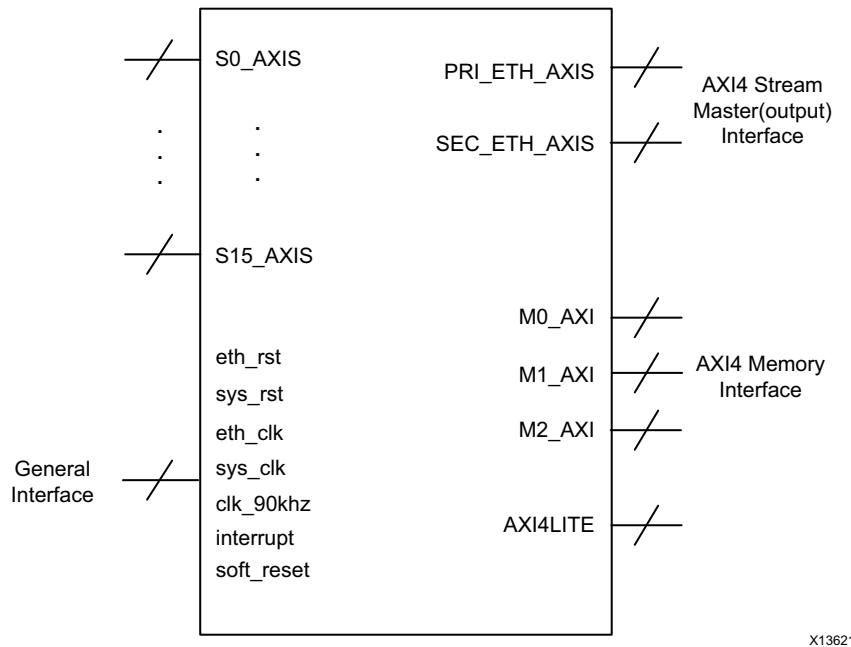 S0_AXIS
S15_AXIS
eth_rst
sys_rst
eth_clk
sys_clk
clk_90khz
interrupt
soft_reset
General
Interface
PRI_ETH_AXIS
SEC_ETH_AXIS
AXI4 Stream
Master(output)
Interface
M0_AXI
M1_AXI
M2_AXI
AXI4 Memory
Interface
AXI4LITE
X13621